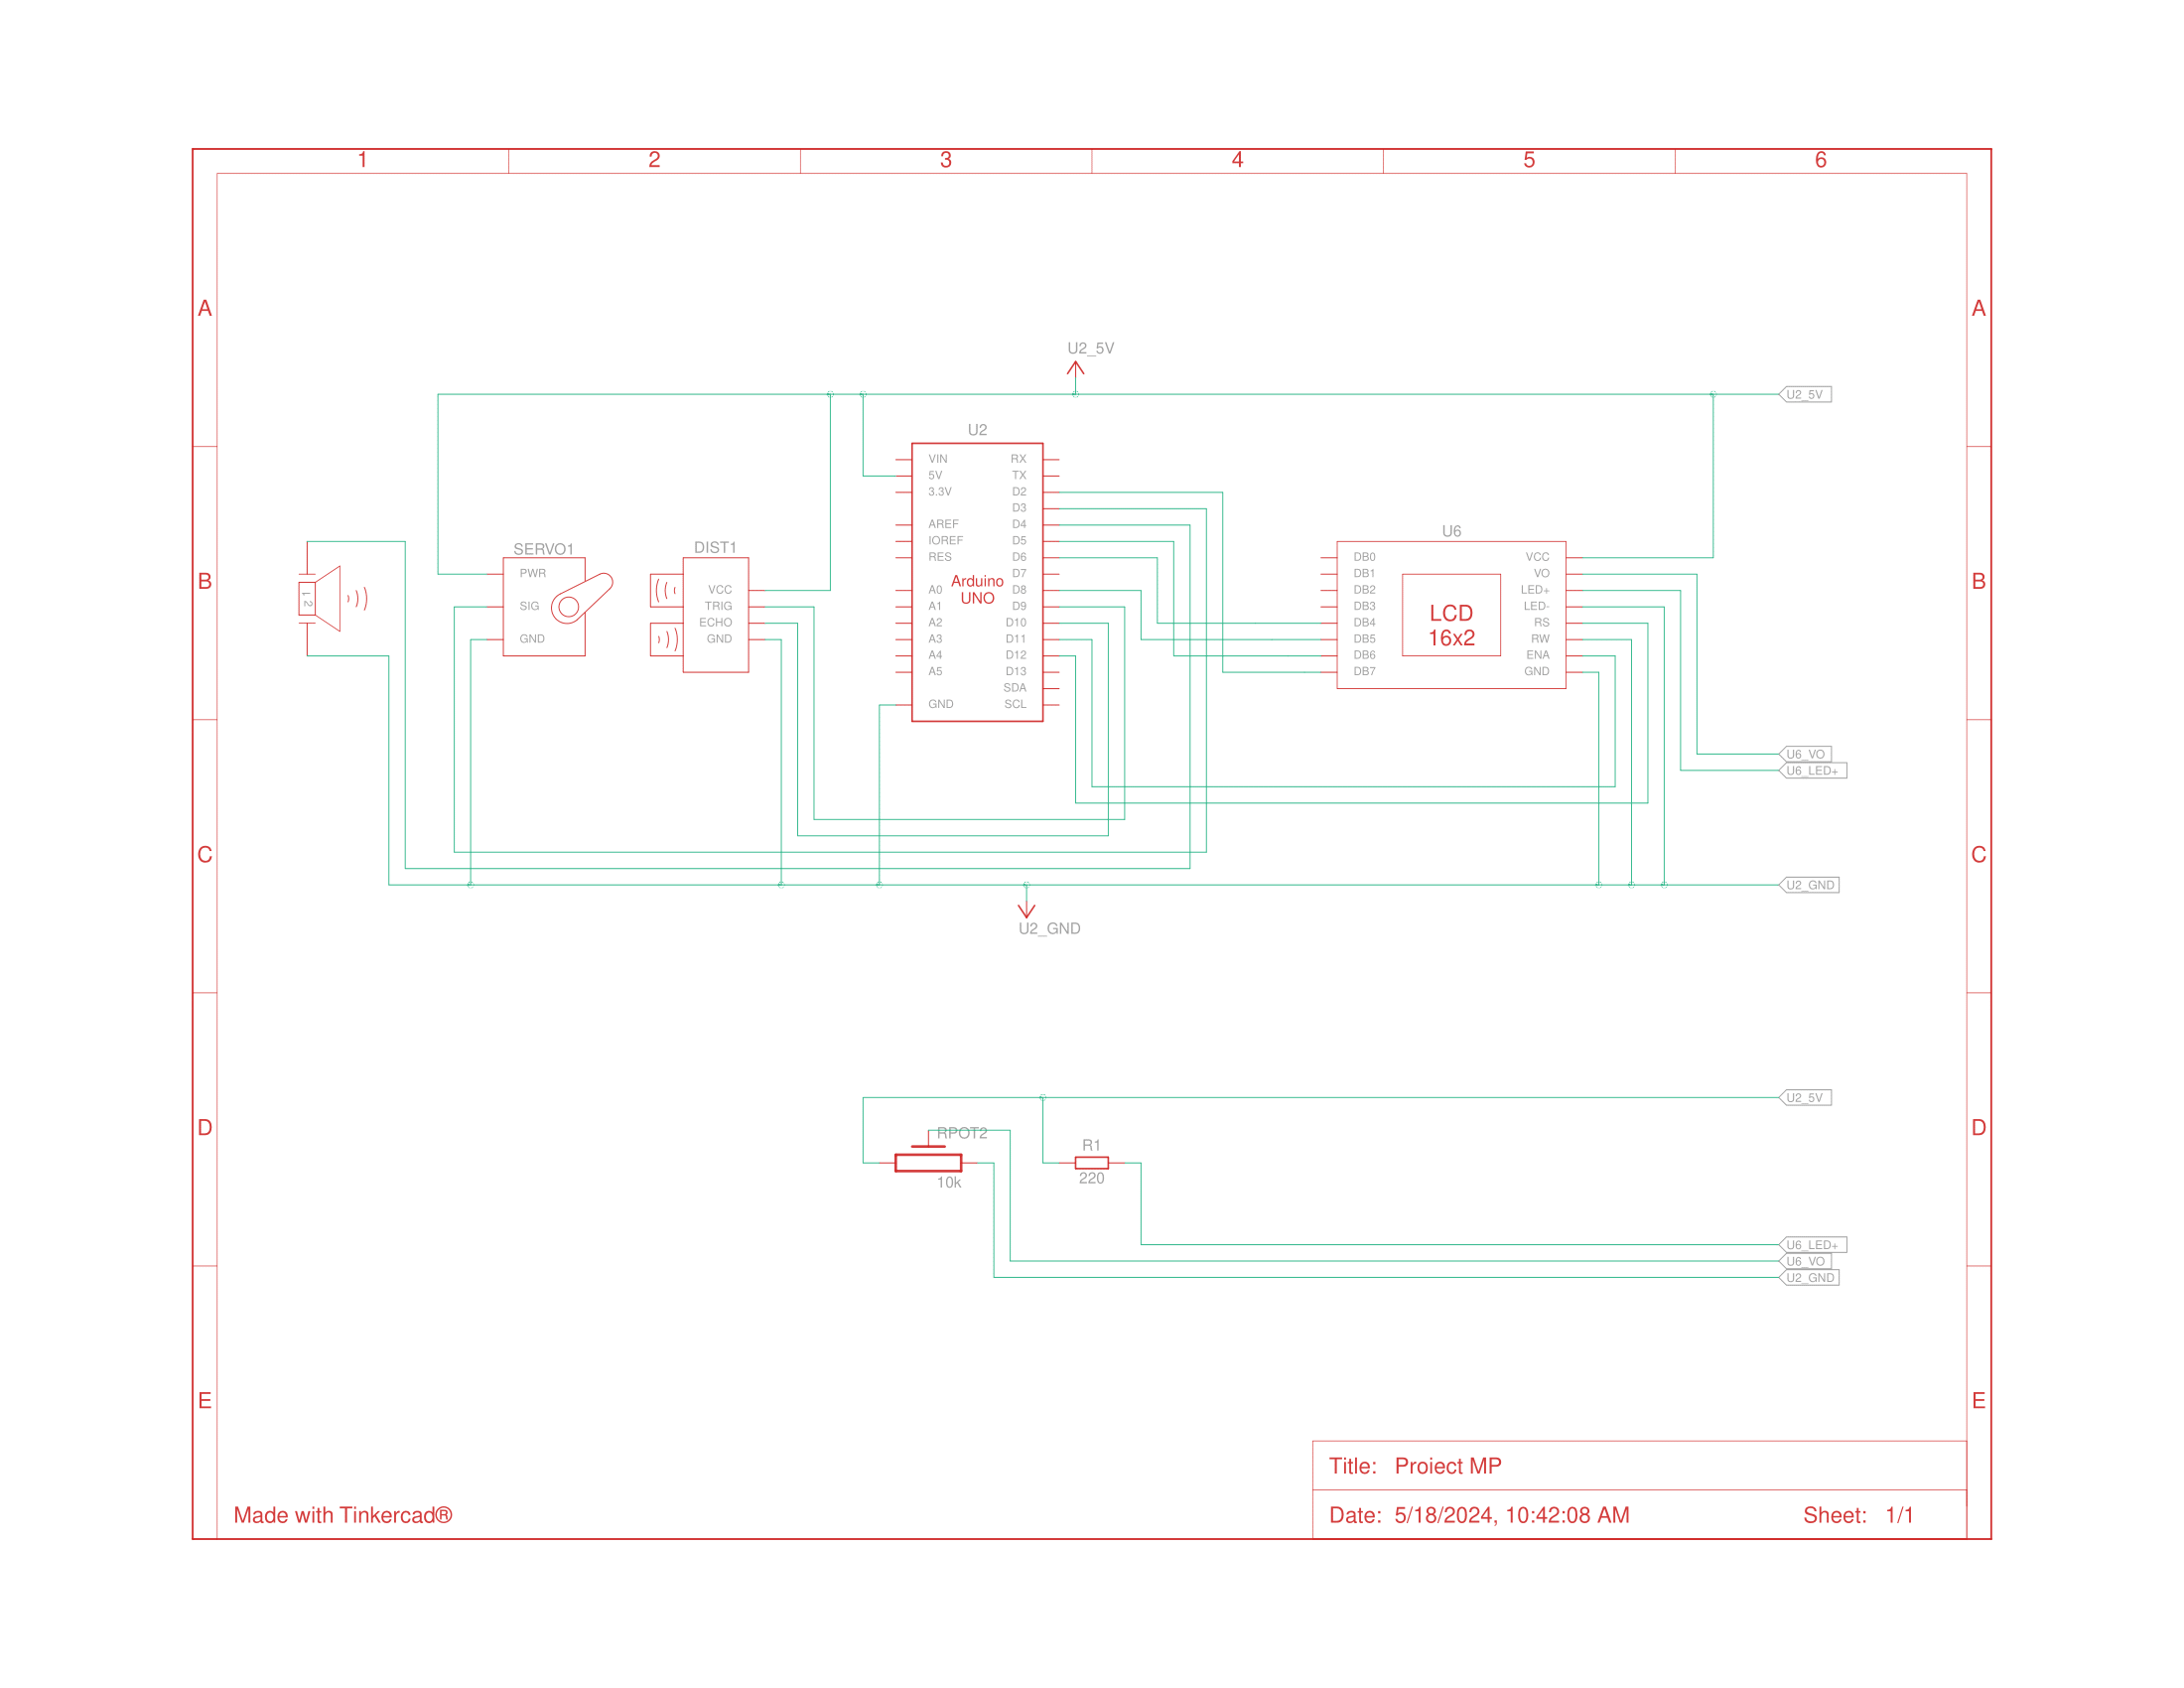 1 2 3 4 5 6
A A
U2_5V
U2_5V
B B
U2
VIN RX
5V TX
3.3V D2
D3
AREF D4
IOREF D5
RES D6
D7
A0 D8
A1 D9
A2 D10
A3 D11
A4 D12
A5 D13
SDA
GND SCL
Arduino
UNO
1 2
SERVO1
PWR
SIG
GND
DIST1
VCC
TRIG
ECHO
GND
U6
DB0 VCC
DB1 VO
DB2 LED+
DB3 LED-
DB4 RS
DB5 RW
DB6 ENA
DB7 GND
LCD
16x2
U6_VO
U6_LED+
C C
U2_GND
U2_GND
D D
U2_5V
RPOT2
10k
R1
220
U6_LED+
U6_VO
U2_GND
E E
Title: Proiect MP
Made with Tinkercad®
Date: 5/18/2024, 10:42:08 AM Sheet: 1/1